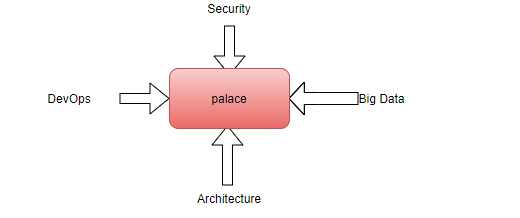 Security
DevOps
palace
Big Data
Architecture